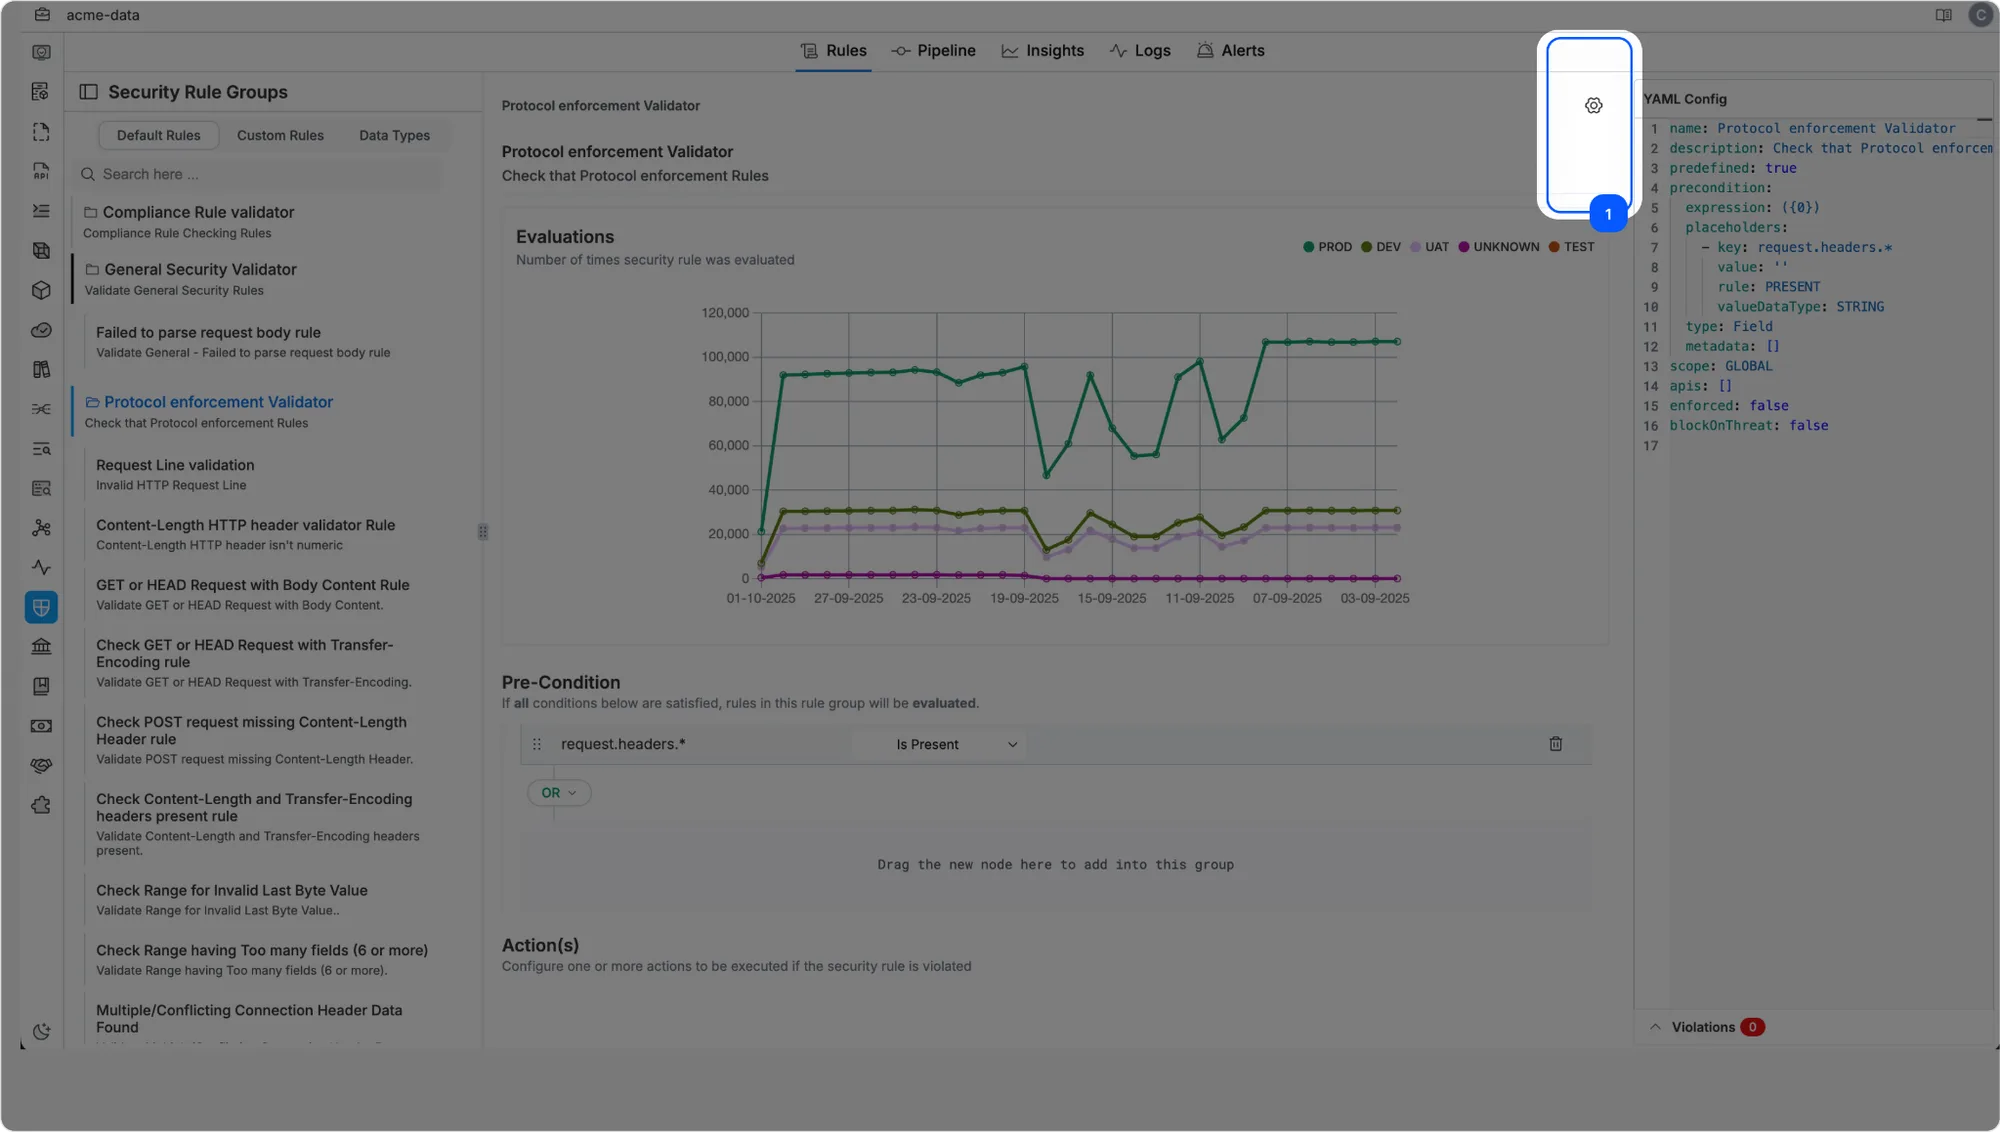 acme-data
C
Rules
Pipeline
Insights
Logs
Alerts
Security Rule Groups
Default Rules
Custom Rules
Data Types
Search here ...
Compliance Rule validator
Compliance Rule Checking Rules
General Security Validator
Validate General Security Rules
Failed to parse request body rule
Validate General - Failed to parse request body rule
Protocol enforcement Validator
Check that Protocol enforcement Rules
Request Line validation
Invalid HTTP Request Line
Content-Length HTTP header validator Rule
Content-Length HTTP header isn't numeric
GET or HEAD Request with Body Content Rule
Validate GET or HEAD Request with Body Content.
Check GET or HEAD Request with Transfer-
Encoding rule
Validate GET or HEAD Request with Transfer-Encoding.
Check POST request missing Content-Length
Header rule
Validate POST request missing Content-Length Header.
Check Content-Length and Transfer-Encoding
headers present rule
Validate Content-Length and Transfer-Encoding headers
present.
Check Range for Invalid Last Byte Value
Validate Range for Invalid Last Byte Value..
Check Range having Too many fields (6 or more)
Validate Range having Too many fields (6 or more).
Multiple/Conflicting Connection Header Data
Found
API
Protocol enforcement Validator
Protocol enforcement Validator
Check that Protocol enforcement Rules
1
Evaluations
Number of times security rule was evaluated
PROD
DEV
UAT
UNKNOWN
TEST
120,000
100,000
80,000
60,000
40,000
20,000
0
01-10-2025
27-09-2025
23-09-2025
19-09-2025
15-09-2025
11-09-2025
07-09-2025
03-09-2025
Pre-Condition
If all conditions below are satisfied, rules in this rule group will be evaluated.
request.headers.*
Is Present
OR
Drag the new node here to add into this group
Action(s)
Configure one or more actions to be executed if the security rule is violated
YAML Config
1 name: Protocol enforcement Validator
2 description: Check that Protocol enforcem
3 predefined: true
4 precondition:
5 expression: ({0})
6 placeholders:
7 - key: request.headers.*
8 value: ''
9 rule: PRESENT
10 valueDataType: STRING
11 type: Field
12 metadata: []
13 scope: GLOBAL
14 apis: []
15 enforced: false
16 blockOnThreat: false
17
Violations 0